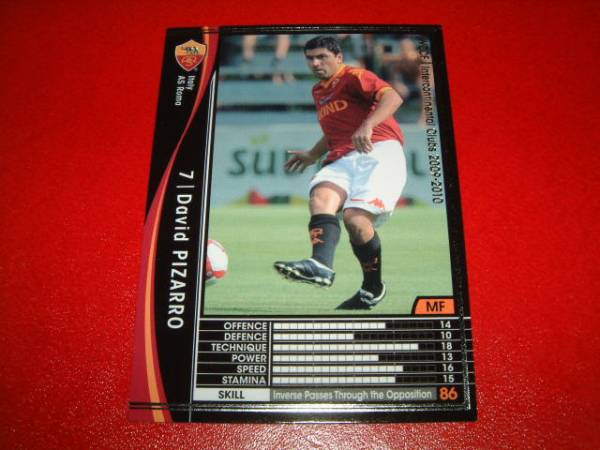 Italy
AS Roma
7 | David PIZARRO
WCCF | Intercontinental Clubs 2009-2010
MF
OFFENCE 14
DEFENCE 10
TECHNIQUE 18
POWER 13
SPEED 16
STAMINA 15
SKILL Inverse Passes Through the Opposition 86